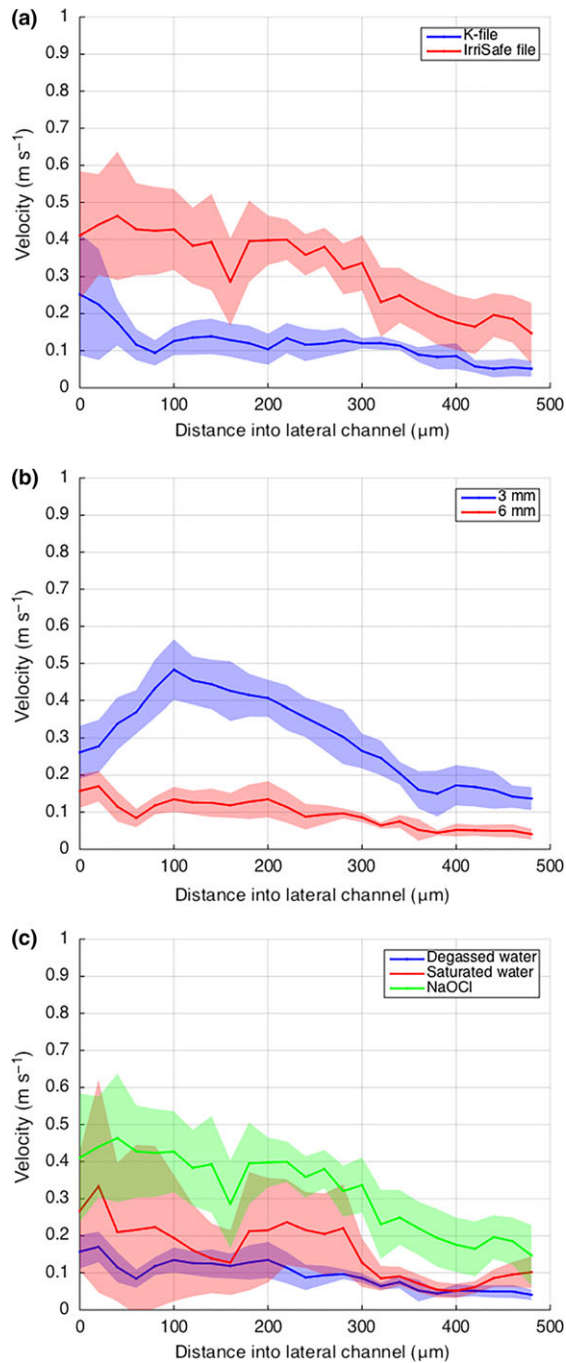 (a)
K-file
IrriSafe file
1
0.9
0.8
0.7
0.6
0.5
0.4
0.3
0.2
0.1
0
Velocity (m s⁻¹)
0 100 200 300 400 500
Distance into lateral channel (µm)
(b)
3 mm
6 mm
1
0.9
0.8
0.7
0.6
0.5
0.4
0.3
0.2
0.1
0
Velocity (m s⁻¹)
0 100 200 300 400 500
Distance into lateral channel (µm)
(c)
Degassed water
Saturated water
NaOCl
1
0.9
0.8
0.7
0.6
0.5
0.4
0.3
0.2
0.1
0
Velocity (m s⁻¹)
0 100 200 300 400 500
Distance into lateral channel (µm)